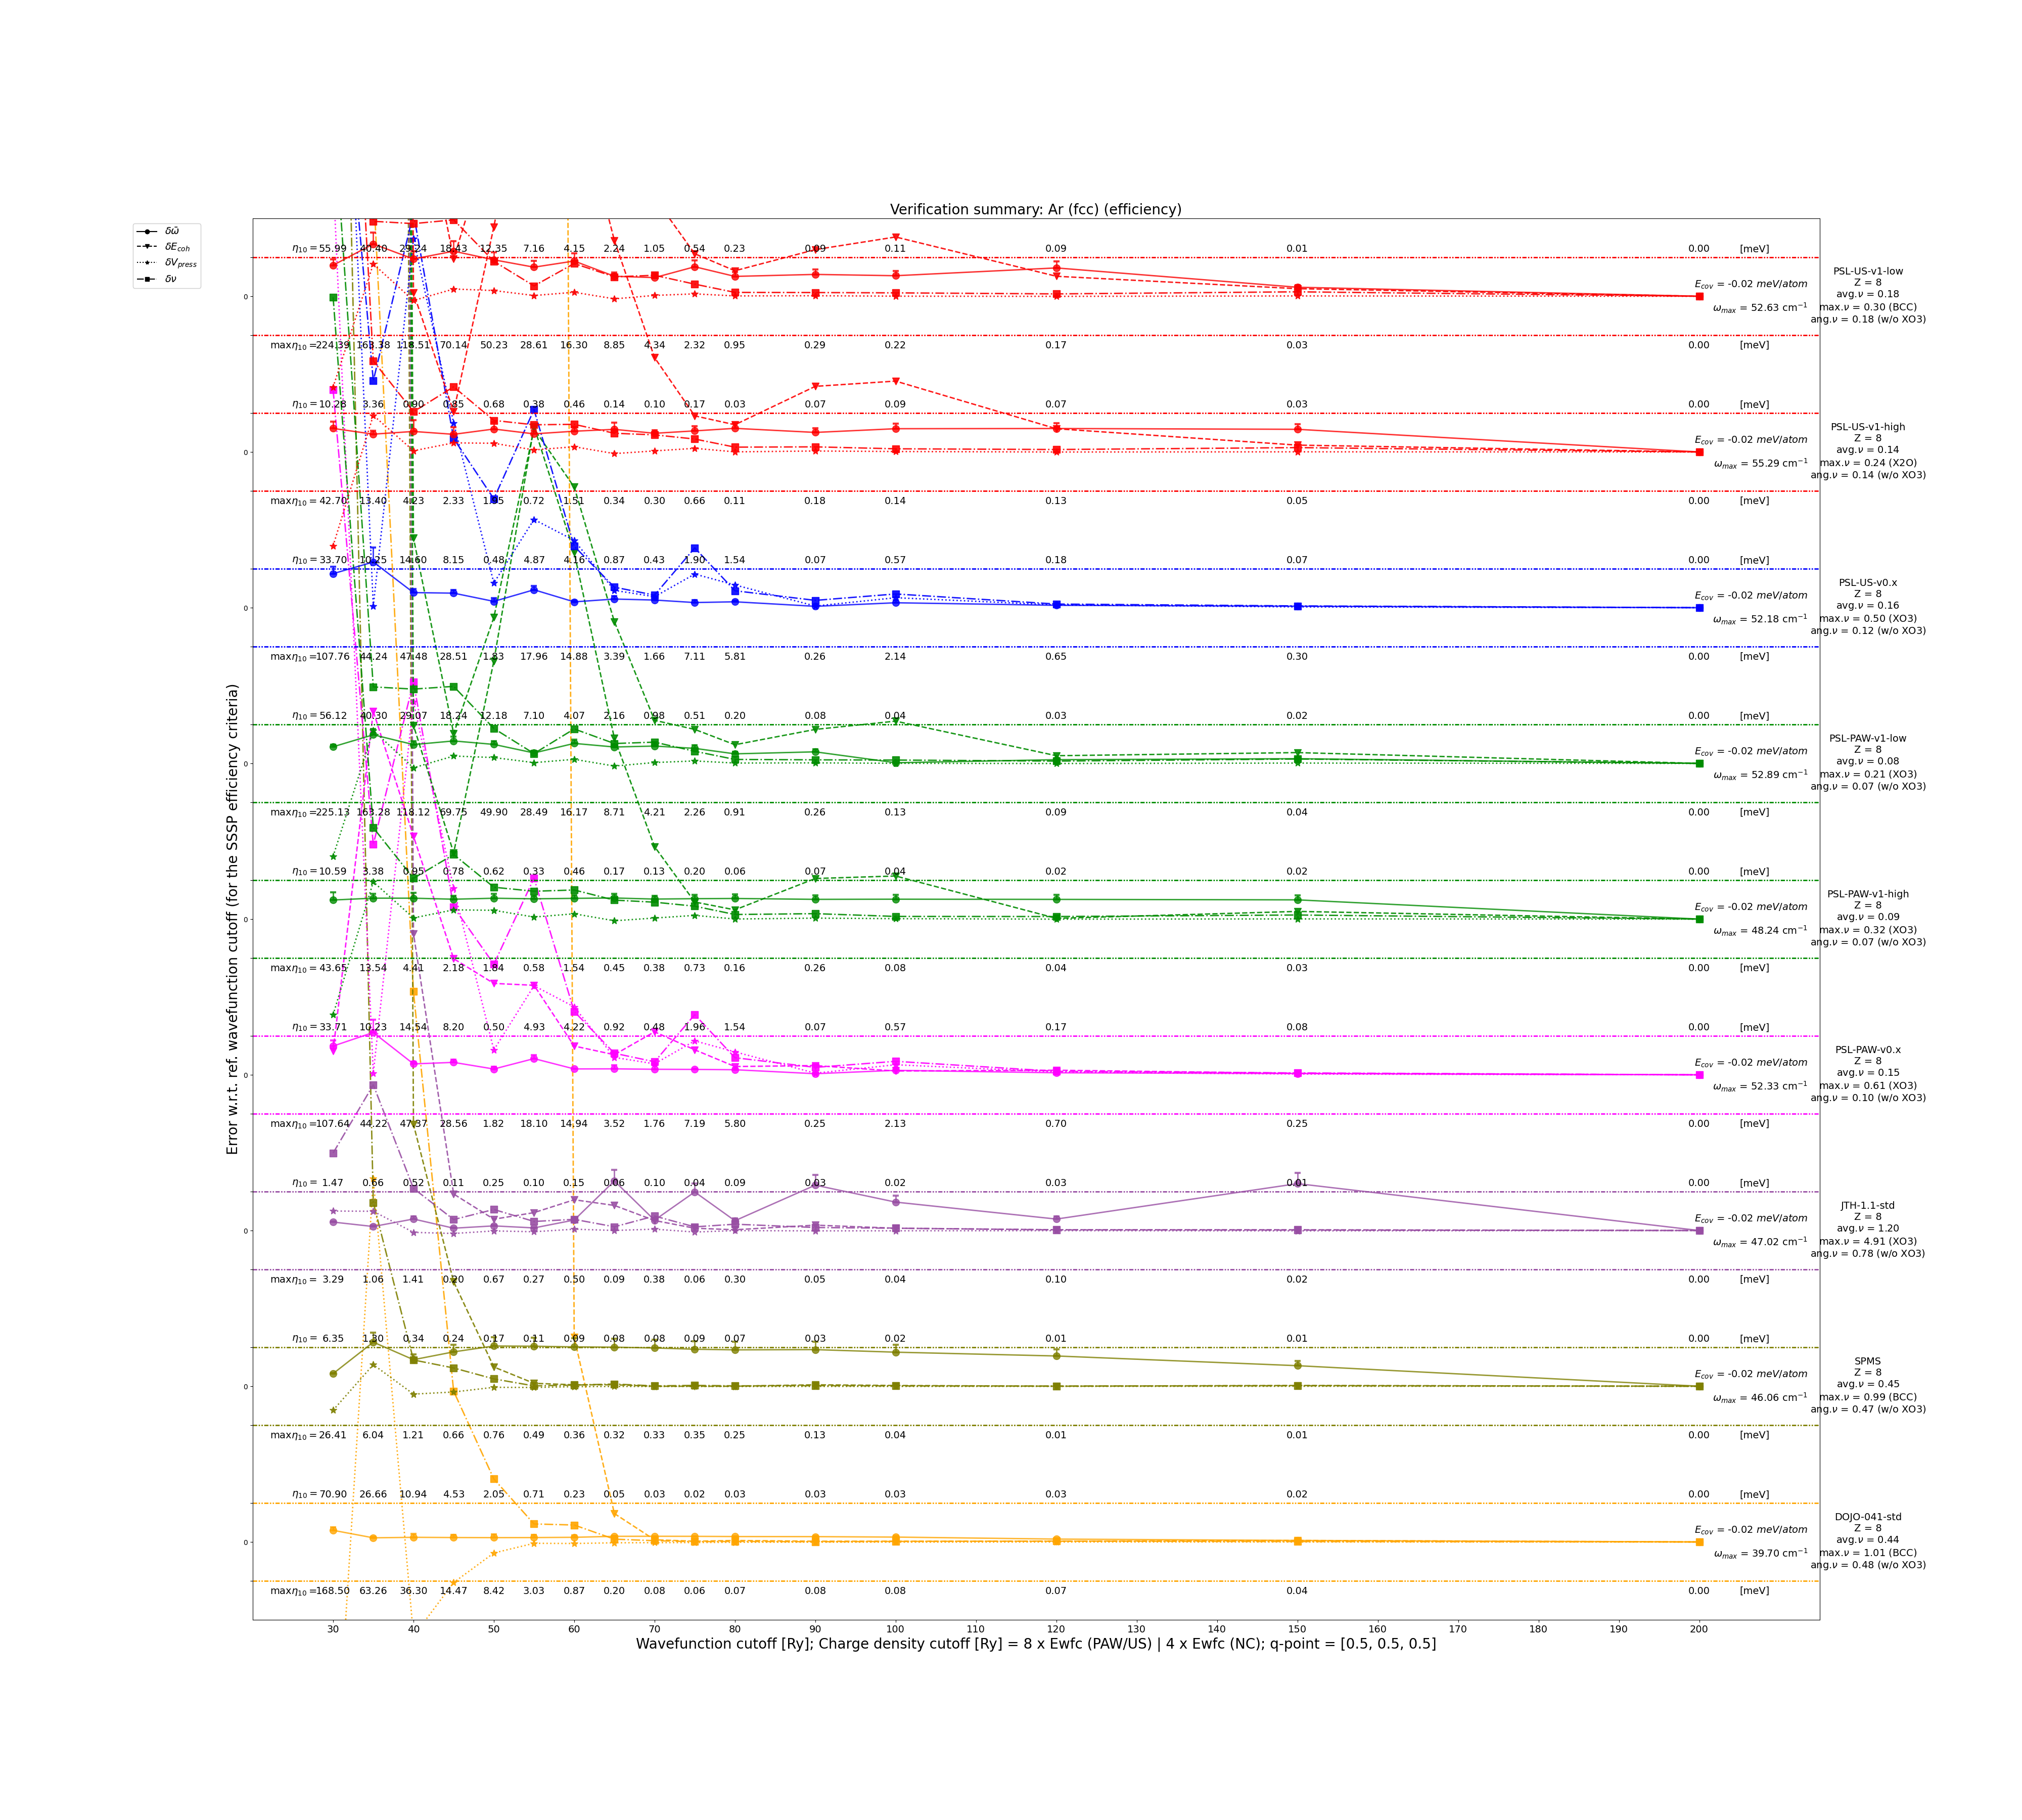 Verification summary: Ar (fcc) (efficiency)
δω̄
δE_coh
δV_press
δν
Error w.r.t. ref. wavefunction cutoff (for the SSSP efficiency criteria)
η₁₀ = 55.99 40.40 29.24 18.43 12.35 7.16 4.15 2.24 1.05 0.54 0.23 0.09 0.11 0.09 0.01 0.00 [meV]
0
E_cov = -0.02 meV/atom
ω_max = 52.63 cm⁻¹
PSL-US-v1-low
Z = 8
avg.ν = 0.18
max.ν = 0.30 (BCC)
ang.ν = 0.18 (w/o XO3)
maxη₁₀ = 224.39 163.38 118.51 70.14 50.23 28.61 16.30 8.85 4.34 2.32 0.95 0.29 0.22 0.17 0.03 0.00 [meV]
η₁₀ = 10.28 3.36 0.90 0.85 0.68 0.38 0.46 0.14 0.10 0.17 0.03 0.07 0.09 0.07 0.03 0.00 [meV]
0
E_cov = -0.02 meV/atom
ω_max = 55.29 cm⁻¹
PSL-US-v1-high
Z = 8
avg.ν = 0.14
max.ν = 0.24 (X2O)
ang.ν = 0.14 (w/o XO3)
maxη₁₀ = 42.70 13.40 4.23 2.33 0.72 1.51 0.34 0.30 0.66 0.11 0.18 0.14 0.13 0.05 0.00 [meV]
η₁₀ = 33.70 10.25 14.60 8.15 0.48 4.87 4.16 0.87 0.43 1.90 1.54 0.07 0.57 0.18 0.07 0.00 [meV]
0
E_cov = -0.02 meV/atom
ω_max = 52.18 cm⁻¹
PSL-US-v0.x
Z = 8
avg.ν = 0.16
max.ν = 0.50 (XO3)
ang.ν = 0.12 (w/o XO3)
maxη₁₀ = 107.76 44.24 47.48 28.51 1.83 17.96 14.88 3.39 1.66 7.11 5.81 0.26 2.14 0.65 0.30 0.00 [meV]
η₁₀ = 56.12 40.30 29.07 18.24 12.18 7.10 4.07 2.16 0.98 0.51 0.20 0.08 0.04 0.03 0.02 0.00 [meV]
0
E_cov = -0.02 meV/atom
ω_max = 52.89 cm⁻¹
PSL-PAW-v1-low
Z = 8
avg.ν = 0.08
max.ν = 0.21 (XO3)
ang.ν = 0.07 (w/o XO3)
maxη₁₀ = 225.13 163.28 118.12 69.75 49.90 28.49 16.17 8.71 4.21 2.26 0.91 0.26 0.13 0.09 0.04 0.00 [meV]
η₁₀ = 10.59 3.38 0.95 0.78 0.62 0.33 0.46 0.17 0.13 0.20 0.06 0.07 0.04 0.02 0.02 0.00 [meV]
0
E_cov = -0.02 meV/atom
ω_max = 48.24 cm⁻¹
PSL-PAW-v1-high
Z = 8
avg.ν = 0.09
max.ν = 0.32 (XO3)
ang.ν = 0.07 (w/o XO3)
maxη₁₀ = 43.65 13.54 4.41 2.18 0.58 1.54 0.45 0.38 0.73 0.16 0.26 0.08 0.04 0.03 0.00 [meV]
η₁₀ = 33.71 10.23 14.54 8.20 0.50 4.93 4.22 0.92 0.48 1.96 1.54 0.07 0.57 0.17 0.08 0.00 [meV]
0
E_cov = -0.02 meV/atom
ω_max = 52.33 cm⁻¹
PSL-PAW-v0.x
Z = 8
avg.ν = 0.15
max.ν = 0.61 (XO3)
ang.ν = 0.10 (w/o XO3)
maxη₁₀ = 107.64 44.22 47.37 28.56 1.82 18.10 14.94 3.52 1.76 7.19 5.80 0.25 2.13 0.70 0.25 0.00 [meV]
η₁₀ = 1.47 0.66 0.52 0.11 0.25 0.10 0.15 0.06 0.10 0.04 0.09 0.03 0.02 0.03 0.01 0.00 [meV]
0
E_cov = -0.02 meV/atom
ω_max = 47.02 cm⁻¹
JTH-1.1-std
Z = 8
avg.ν = 1.20
max.ν = 4.91 (XO3)
ang.ν = 0.78 (w/o XO3)
maxη₁₀ = 3.29 1.06 1.41 0.20 0.67 0.27 0.50 0.09 0.38 0.06 0.30 0.05 0.04 0.10 0.02 0.00 [meV]
η₁₀ = 6.35 1.30 0.34 0.24 0.17 0.11 0.09 0.08 0.08 0.09 0.07 0.03 0.02 0.01 0.01 0.00 [meV]
0
E_cov = -0.02 meV/atom
ω_max = 46.06 cm⁻¹
SPMS
Z = 8
avg.ν = 0.45
max.ν = 0.99 (BCC)
ang.ν = 0.47 (w/o XO3)
maxη₁₀ = 26.41 6.04 1.21 0.66 0.76 0.49 0.36 0.32 0.33 0.35 0.25 0.13 0.04 0.01 0.01 0.00 [meV]
η₁₀ = 70.90 26.66 10.94 4.53 2.05 0.71 0.23 0.05 0.03 0.02 0.03 0.03 0.03 0.03 0.02 0.00 [meV]
0
E_cov = -0.02 meV/atom
ω_max = 39.70 cm⁻¹
DOJO-041-std
Z = 8
avg.ν = 0.44
max.ν = 1.01 (BCC)
ang.ν = 0.48 (w/o XO3)
maxη₁₀ = 168.50 63.26 36.30 14.47 8.42 3.03 0.87 0.20 0.08 0.06 0.07 0.08 0.08 0.07 0.04 0.00 [meV]
30 40 50 60 70 80 90 100 110 120 130 140 150 160 170 180 190 200
Wavefunction cutoff [Ry]; Charge density cutoff [Ry] = 8 x Ewfc (PAW/US) | 4 x Ewfc (NC); q-point = [0.5, 0.5, 0.5]